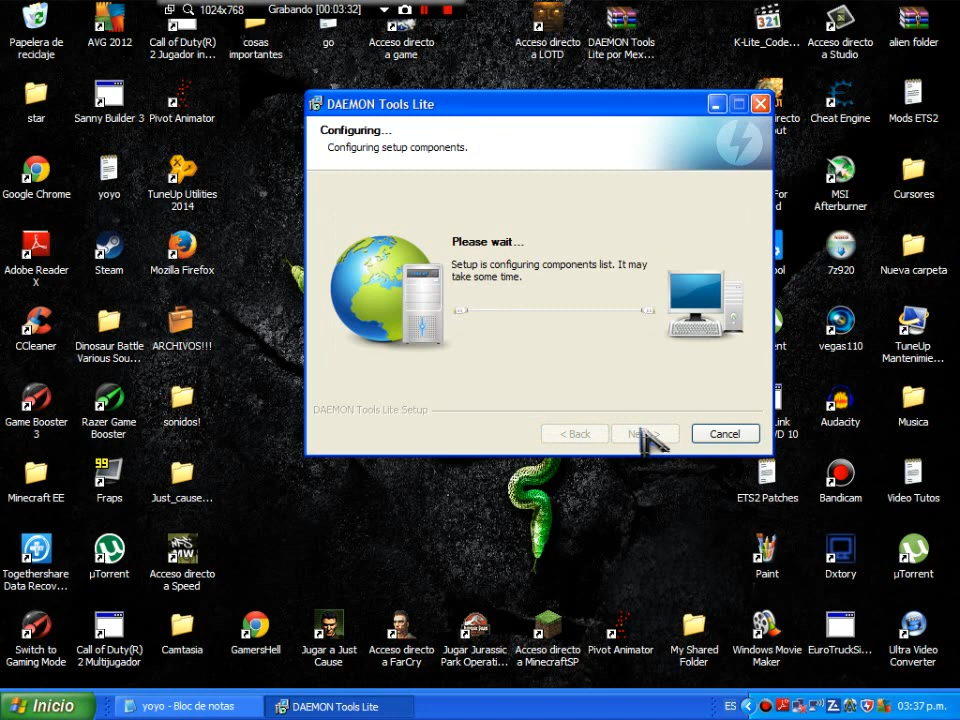 1024x768
Grabando [00:03:32]
Papelera de
reciclaje
AVG 2012
Call of Duty(R)
2 Jugador in...
cosas
importantes
go
Acceso directo
a game
Acceso directo
a LOTD
DAEMON Tools
Lite por Mex...
K-Lite_Code...
Acceso directo
a Studio
alien folder
star
Sanny Builder 3
Pivot Animator
DAEMON Tools Lite
Configuring...
Configuring setup components.
Cheat Engine
Mods ETS2
Google Chrome
yoyo
TuneUp Utilities
2014
MSI
Afterburner
Cursores
Please wait...
Setup is configuring components list. It may
take some time.
Adobe Reader
X
Steam
Mozilla Firefox
7z920
Nueva carpeta
CCleaner
Dinosaur Battle
Various Sou...
ARCHIVOS!!!
vegas110
TuneUp
Mantenimie...
DAEMON Tools Lite Setup
< Back
Cancel
Game Booster
3
Razer Game
Booster
sonidos!
Audacity
Musica
Minecraft EE
99
Fraps
Just_cause...
ETS2 Patches
Bandicam
Video Tutos
Togethershare
Data Recov...
µTorrent
NFS
MW
Acceso directo
a Speed
Paint
Dxtory
µTorrent
Switch to
Gaming Mode
Call of Duty(R)
2 Multijugador
Camtasia
GamersHell
Jugar a Just
Cause
Acceso directo
a FarCry
Jugar Jurassic
Park Operati...
Acceso directo
a MinecraftSP
Pivot Animator
My Shared
Folder
Windows Movie
Maker
EuroTruckSi...
Ultra Video
Converter
Inicio
yoyo - Bloc de notas
DAEMON Tools Lite
ES
03:37 p.m.